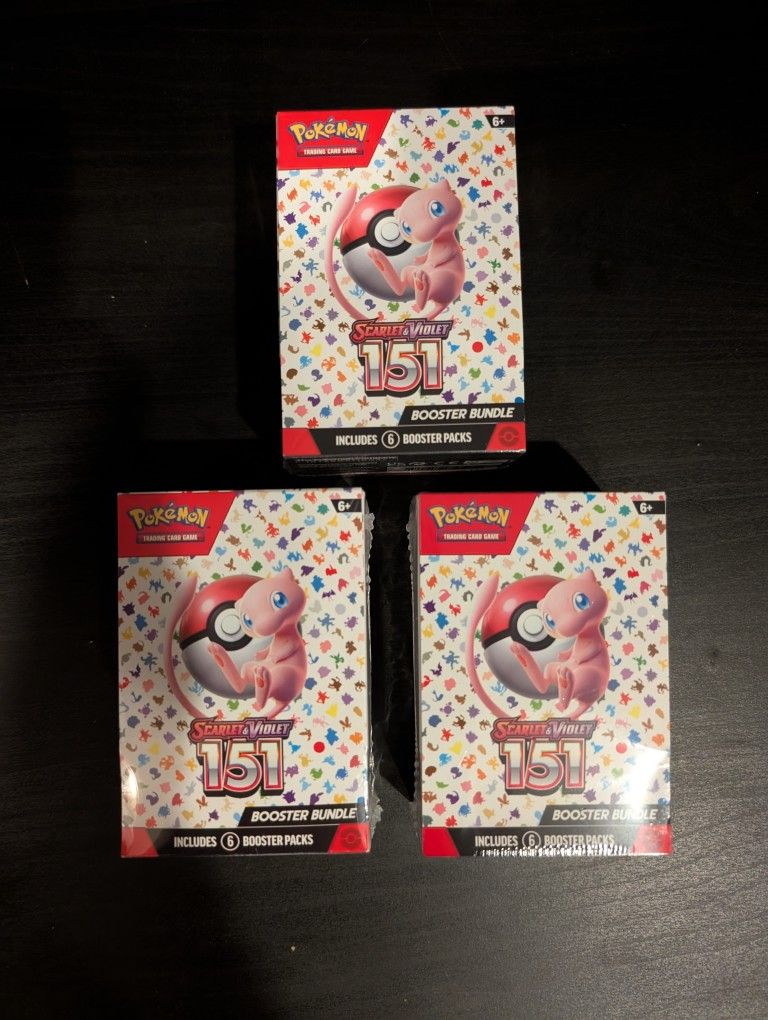 POKéMON
TRADING CARD GAME
6+
SCARLET & VIOLET
151
BOOSTER BUNDLE
INCLUDES 6 BOOSTER PACKS
POKéMON
TRADING CARD GAME
6+
SCARLET & VIOLET
151
BOOSTER BUNDLE
INCLUDES 6 BOOSTER PACKS
POKéMON
TRADING CARD GAME
6+
SCARLET & VIOLET
151
BOOSTER BUNDLE
INCLUDES 6 BOOSTER PACKS